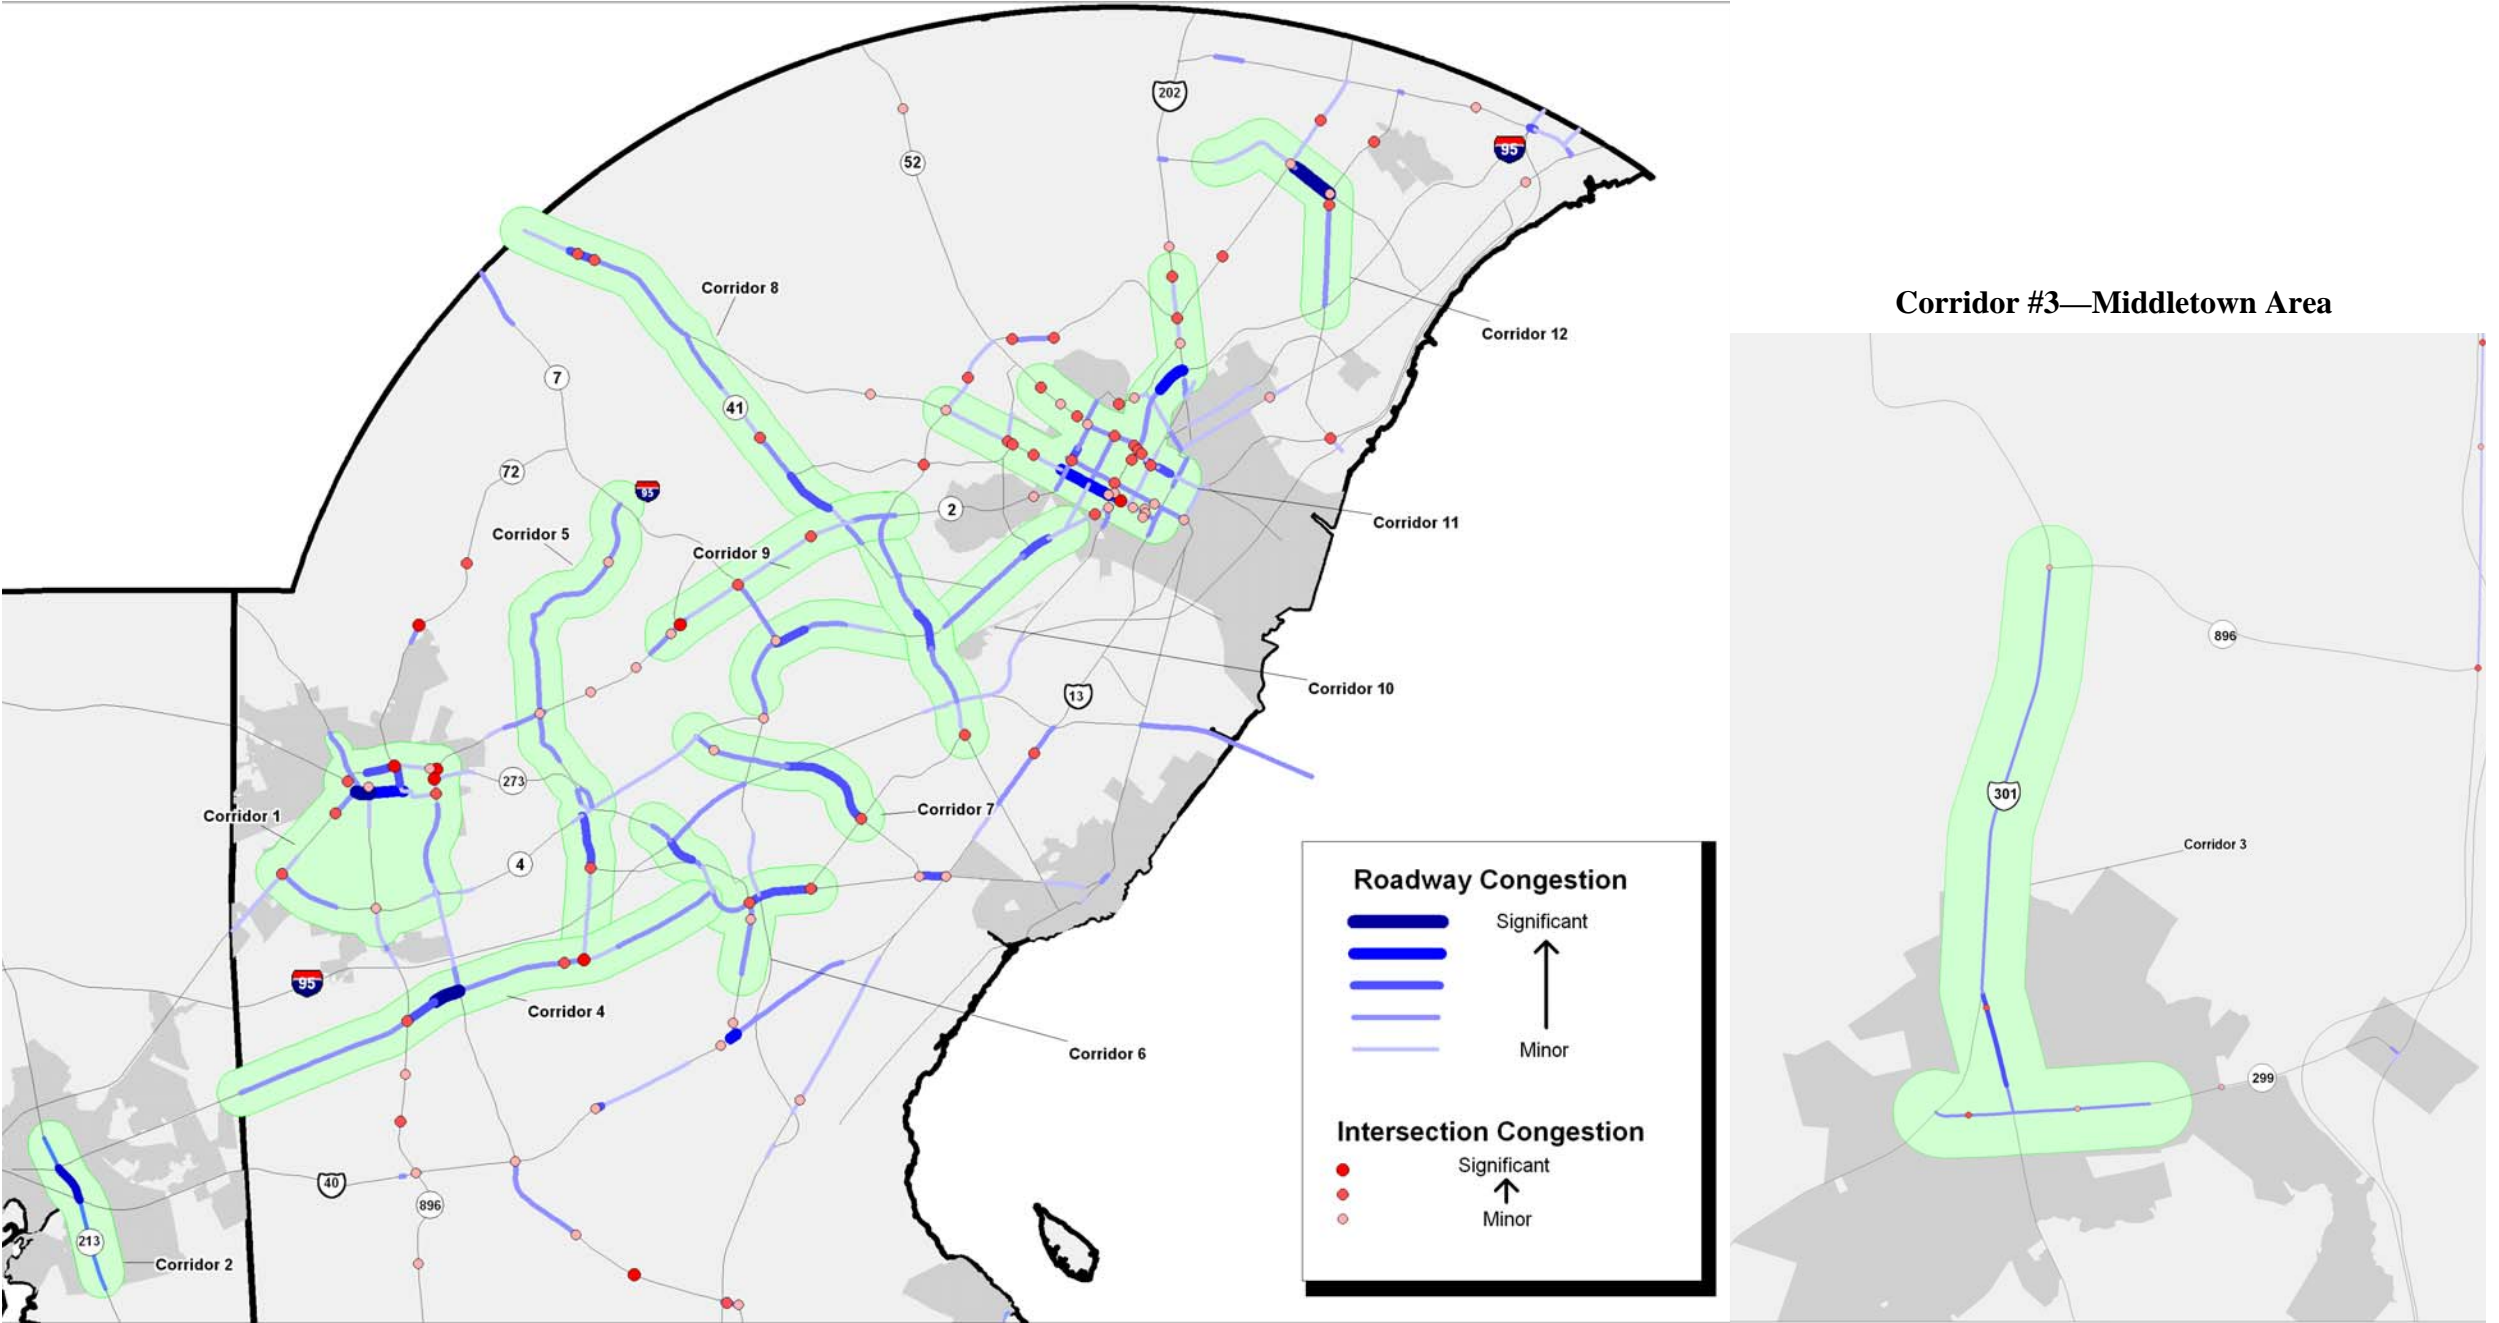 202
95
52
Corridor #3—Middletown Area
Corridor 8
Corridor 12
7
41
72
95
2
Corridor 5
Corridor 11
Corridor 9
896
Corridor 10
13
273
301
Corridor 7
Corridor 1
Corridor 3
4
Roadway Congestion
Significant
Minor
95
Corridor 4
Corridor 6
299
Intersection Congestion
Significant
Minor
40
896
213
Corridor 2